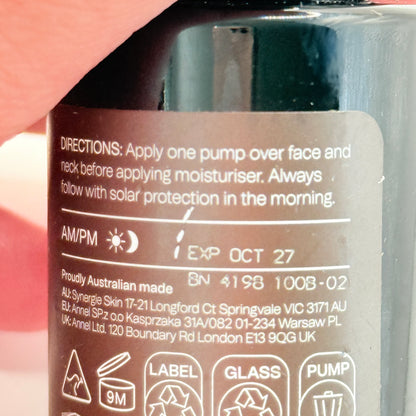 DIRECTIONS: Apply one pump over face and
neck before applying moisturiser. Always
follow with solar protection in the morning.
AM/PM
EXP OCT 27
BN 4198 1008-02
Proudly Australian made
AU: Synergie Skin 17-21 Longford Ct Springvale VIC 3171 AU
EU: Annel SP.z o.o Kasprzaka 31A/082 01-234 Warsaw PL
UK: Annel Ltd. 120 Boundary Rd London E13 9QG UK
9M
LABEL
GLASS
PUMP